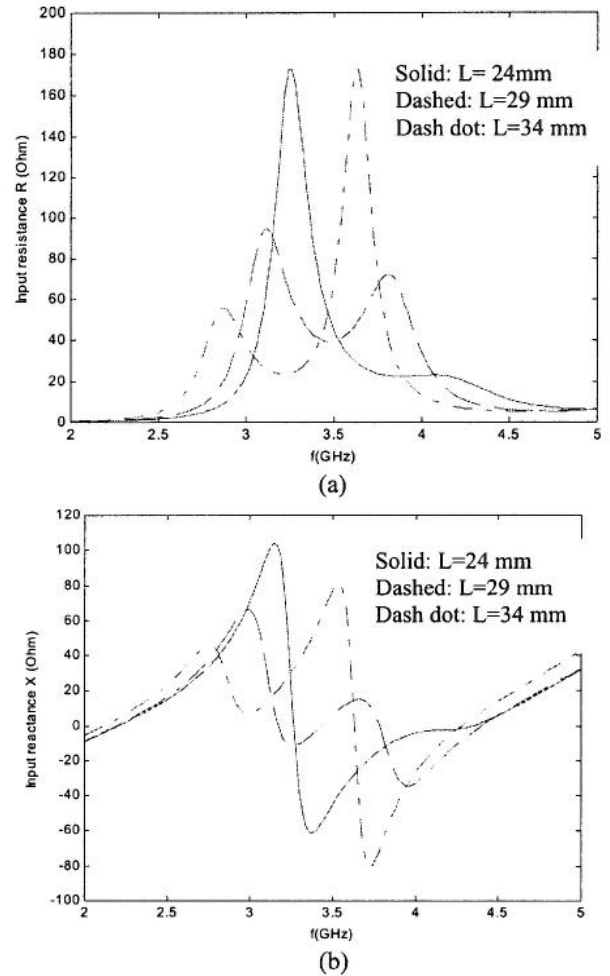 200
180
160
140
120
100
80
60
40
20
0
Input resistance R (Ohm)
Solid: L= 24mm
Dashed: L=29 mm
Dash dot: L=34 mm
2 2.5 3 3.5 4 4.5 5
f(GHz)
(a)
120
100
80
60
40
20
0
-20
-40
-60
-80
-100
Input reactance X (Ohm)
Solid: L=24 mm
Dashed: L=29 mm
Dash dot: L=34 mm
2 2.5 3 3.5 4 4.5 5
f(GHz)
(b)